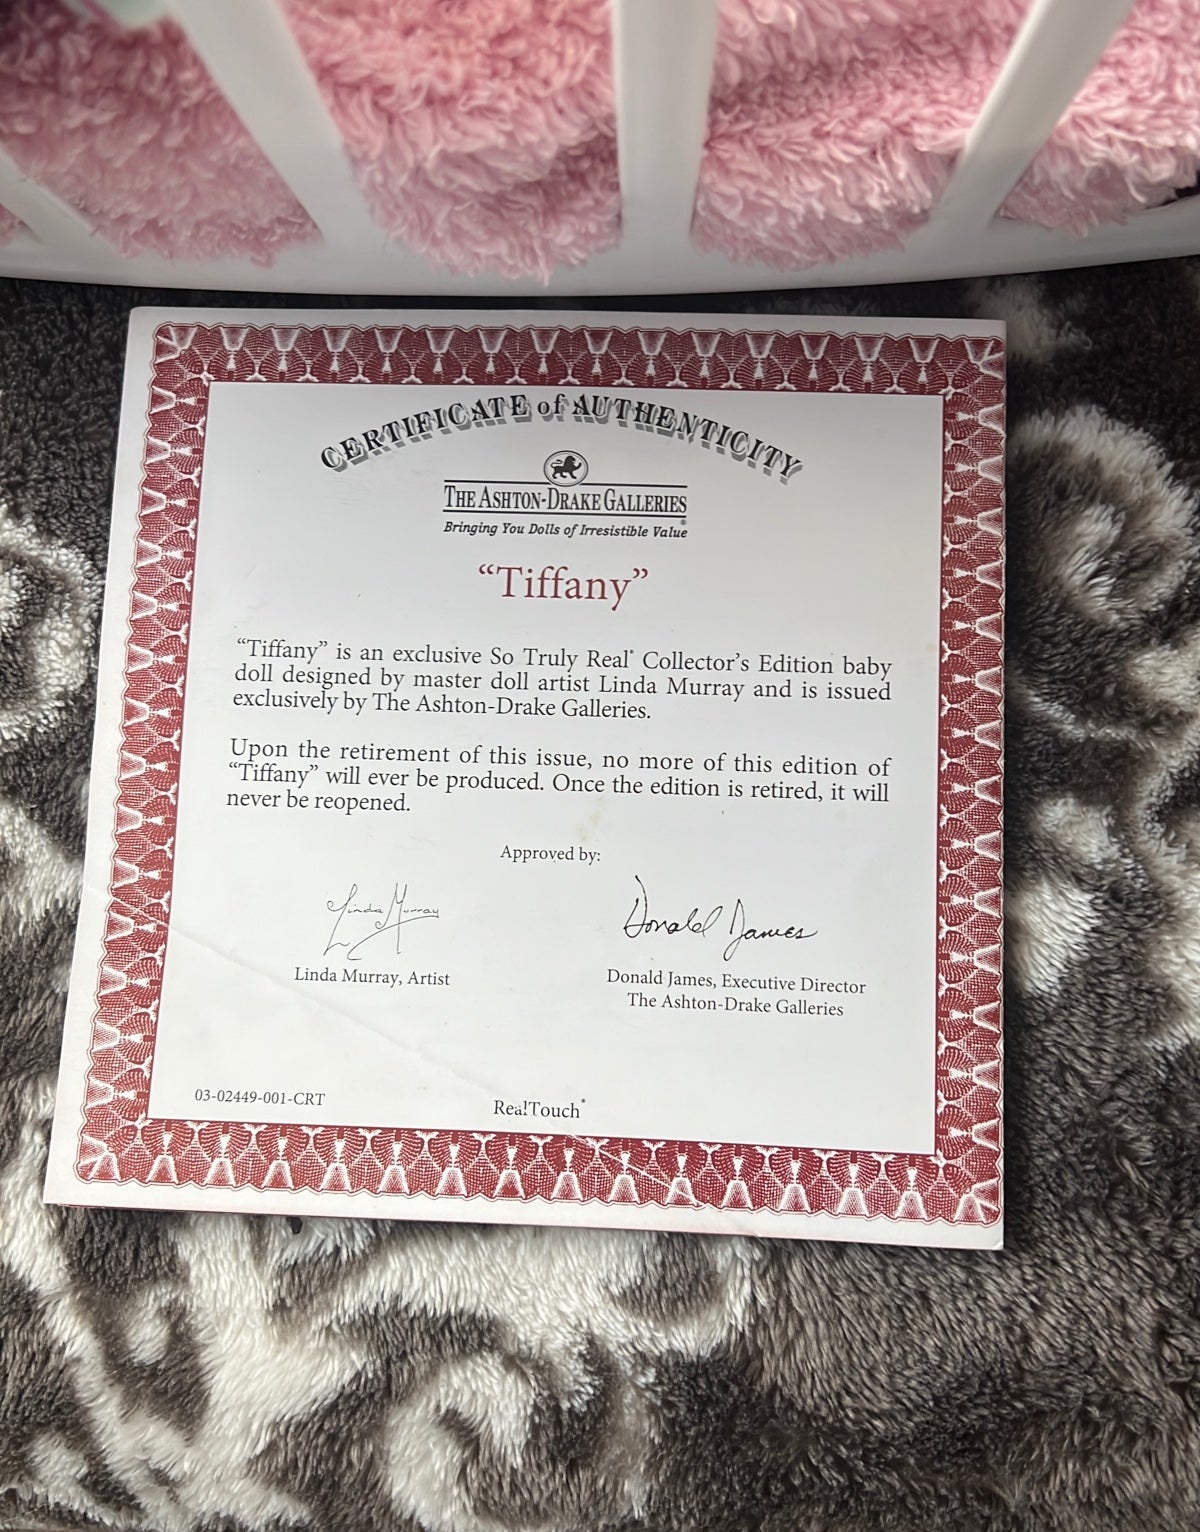 CERTIFICATE of AUTHENTICITY
THE ASHTON-DRAKE GALLERIES
Bringing You Dolls of Irresistible Value®
“Tiffany”
“Tiffany” is an exclusive So Truly Real® Collector’s Edition baby
doll designed by master doll artist Linda Murray and is issued
exclusively by The Ashton-Drake Galleries.
Upon the retirement of this issue, no more of this edition of
“Tiffany” will ever be produced. Once the edition is retired, it will
never be reopened.
Approved by:
Linda Murray
Donald James
Linda Murray, Artist
Donald James, Executive Director
The Ashton-Drake Galleries
03-02449-001-CRT
RealTouch®